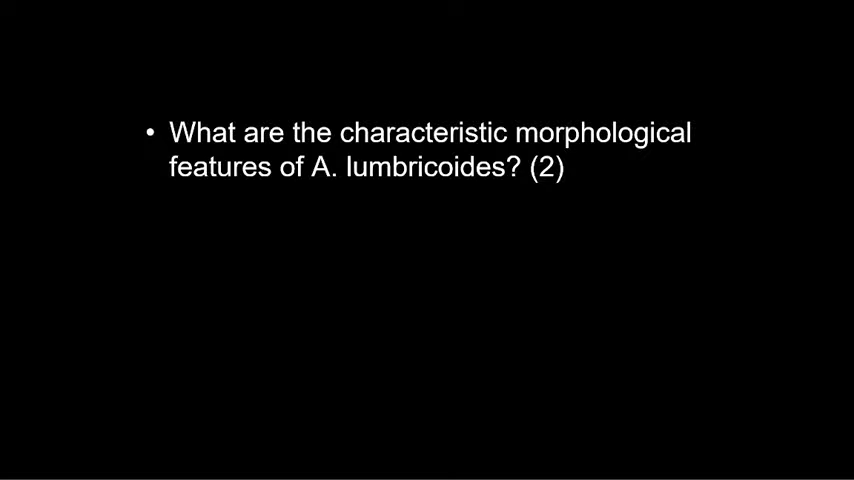 • What are the characteristic morphological
features of A. lumbricoides? (2)